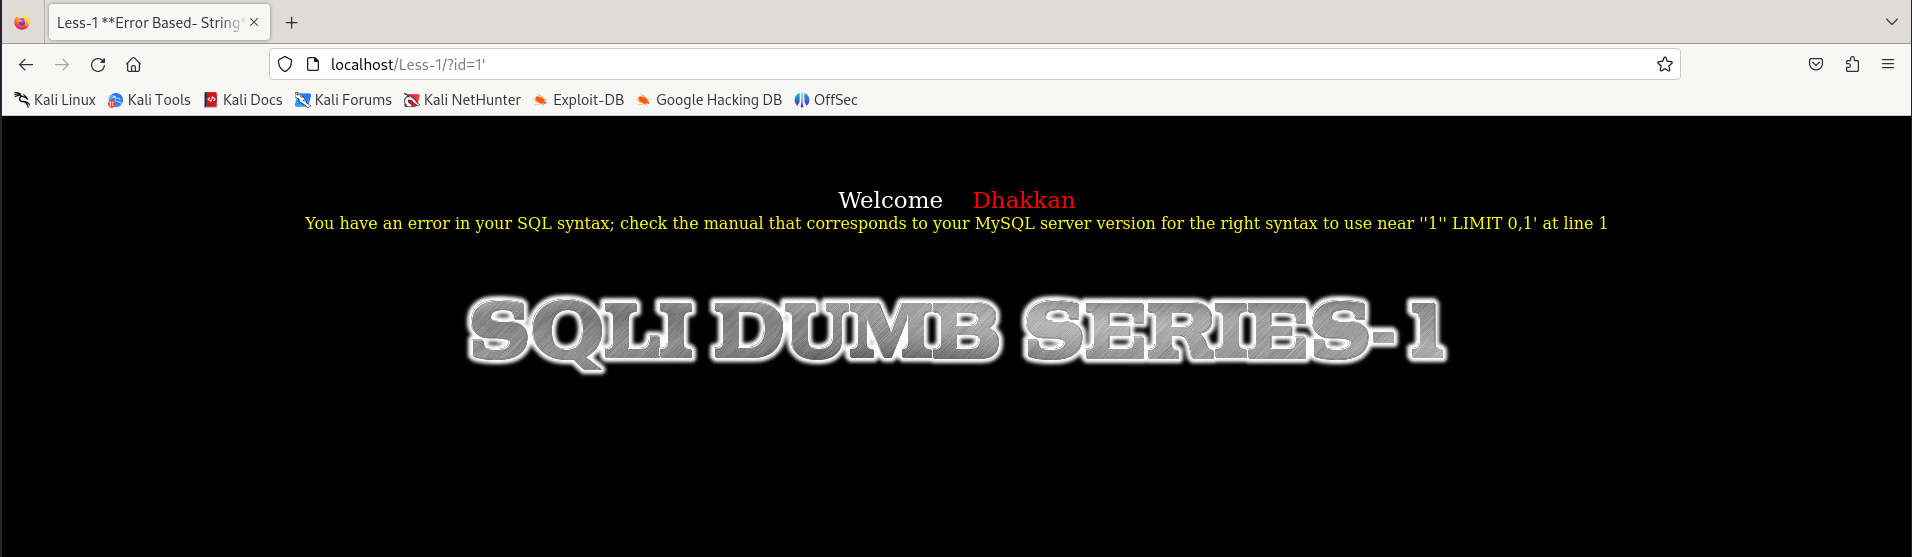 Less-1 **Error Based- String*
localhost/Less-1/?id=1'
Kali Linux Kali Tools Kali Docs Kali Forums Kali NetHunter Exploit-DB Google Hacking DB OffSec
Welcome Dhakkan
You have an error in your SQL syntax; check the manual that corresponds to your MySQL server version for the right syntax to use near ''1'' LIMIT 0,1' at line 1
SQLI DUMB SERIES-1